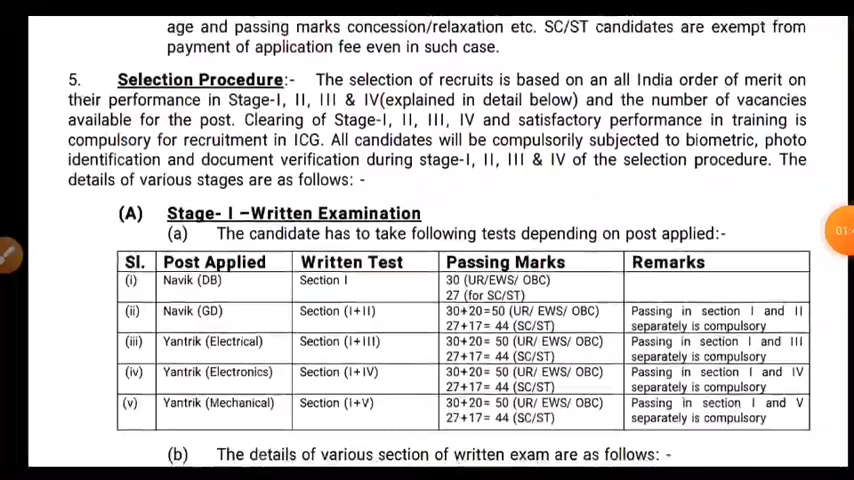 age and passing marks concession/relaxation etc. SC/ST candidates are exempt from
payment of application fee even in such case.
5. Selection Procedure:- The selection of recruits is based on an all India order of merit on
their performance in Stage-I, II, III & IV(explained in detail below) and the number of vacancies
available for the post. Clearing of Stage-I, II, III, IV and satisfactory performance in training is
compulsory for recruitment in ICG. All candidates will be compulsorily subjected to biometric, photo
identification and document verification during stage-I, II, III & IV of the selection procedure. The
details of various stages are as follows: -
(A) Stage- I –Written Examination
(a) The candidate has to take following tests depending on post applied:-
Sl. Post Applied Written Test Passing Marks Remarks
(i) Navik (DB) Section I 30 (UR/EWS/ OBC)
27 (for SC/ST)
(ii) Navik (GD) Section (I+II) 30+20=50 (UR/ EWS/ OBC) Passing in section I and II
27+17= 44 (SC/ST) separately is compulsory
(iii) Yantrik (Electrical) Section (I+III) 30+20= 50 (UR/ EWS/ OBC) Passing in section I and III
27+17= 44 (SC/ST) separately is compulsory
(iv) Yantrik (Electronics) Section (I+IV) 30+20= 50 (UR/ EWS/ OBC) Passing in section I and IV
27+17= 44 (SC/ST) separately is compulsory
(v) Yantrik (Mechanical) Section (I+V) 30+20= 50 (UR/ EWS/ OBC) Passing in section I and V
27+17= 44 (SC/ST) separately is compulsory
(b) The details of various section of written exam are as follows: -